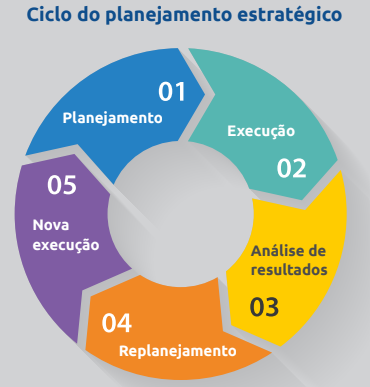 Ciclo do planejamento estratégico
01
Planejamento
Execução
02
Análise de
resultados
03
04
Replanejamento
05
Nova
execução